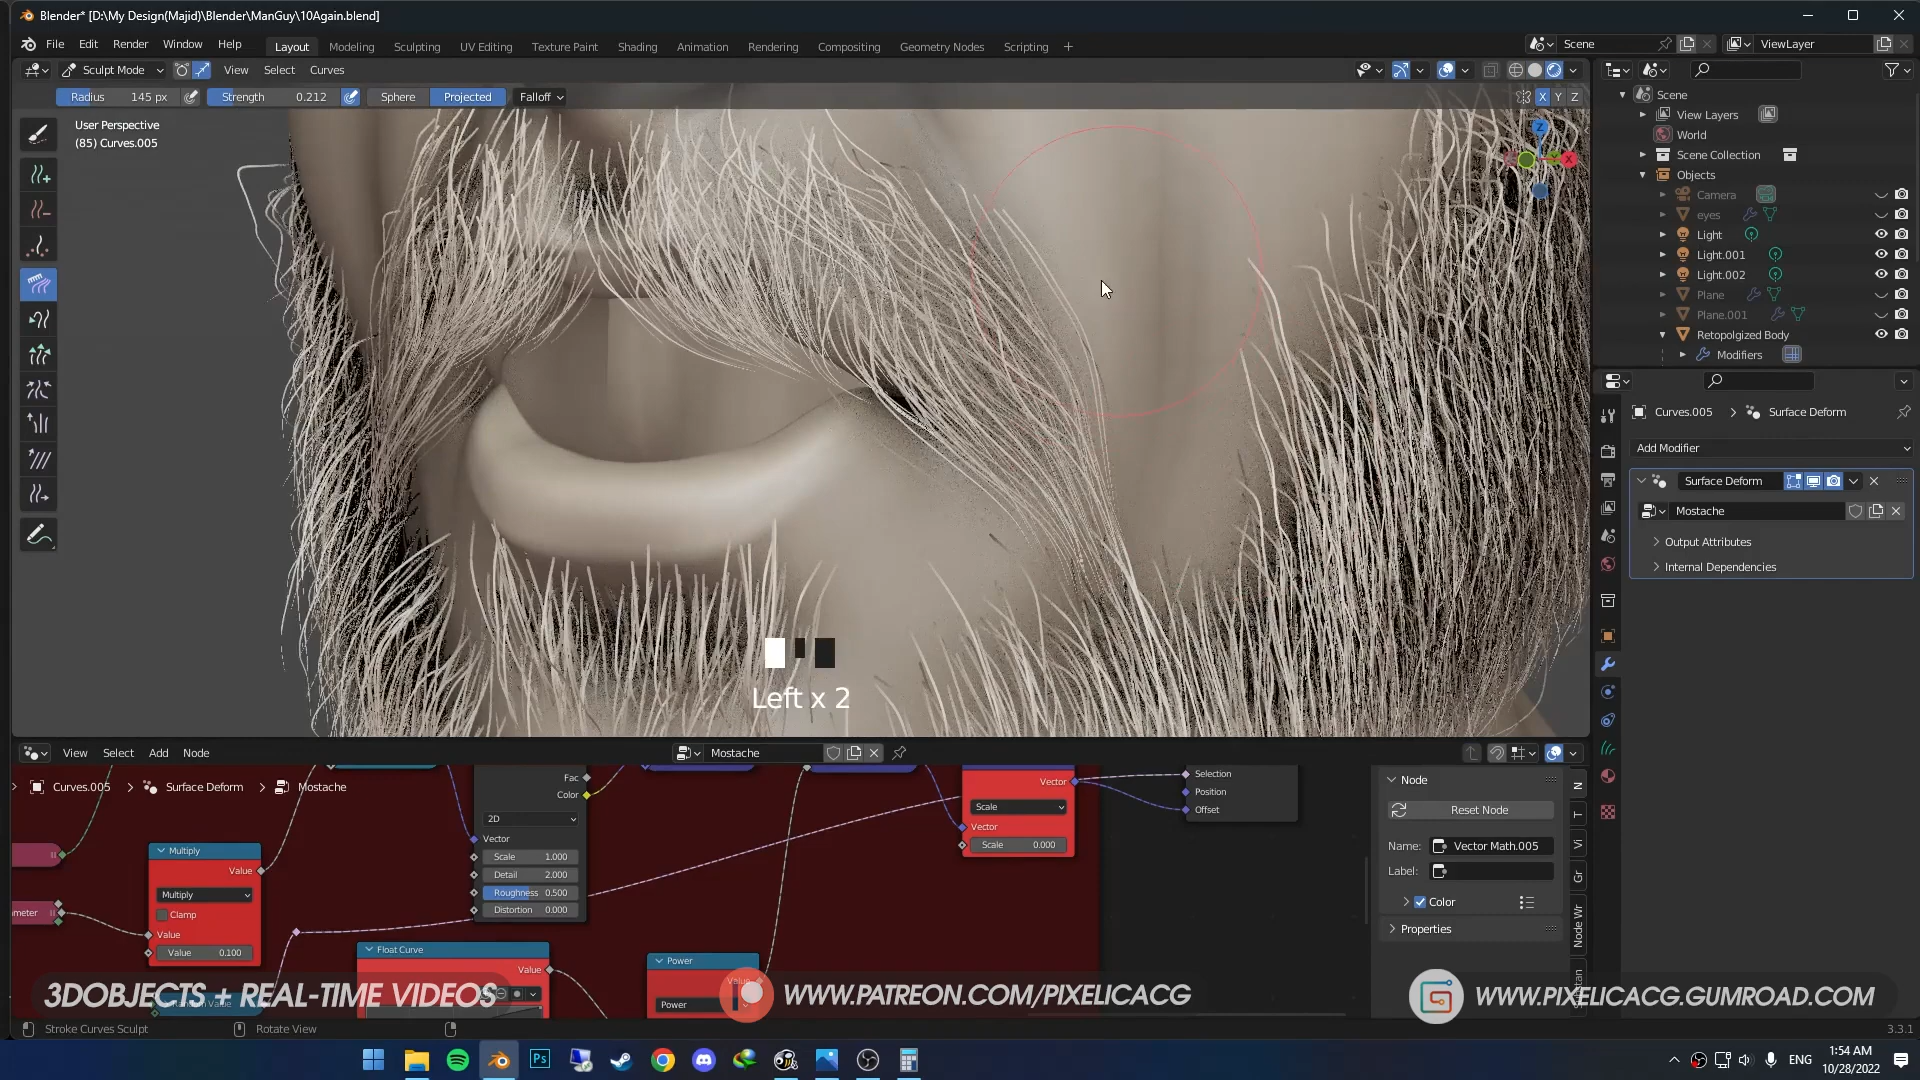 Blender* [D:\My Design(Majid)\Blender\ManGuy\10Again.blend]
File Edit Render Window Help Layout Modeling Sculpting UV Editing Texture Paint Shading Animation Rendering Compositing Geometry Nodes Scripting + Scene ViewLayer
Sculpt Mode View Select Curves
Radius 145 px Strength 0.212 Sphere Projected Falloff X Y Z
User Perspective
(85) Curves.005
Z
X
Left x 2
Scene
View Layers
World
Scene Collection
Objects
Camera
eyes
Light
Light.001
Light.002
Plane
Plane.001
Retopolgized Body
Modifiers
Curves.005 > Surface Deform
Add Modifier
Surface Deform
Mostache
Output Attributes
Internal Dependencies
View Select Add Node Mostache
Curves.005 > Surface Deform > Mostache
Multiply
Value
Multiply
Clamp
Value
Value 0.100
Fac
Color
2D
Vector
Scale 1.000
Detail 2.000
Roughness 0.500
Distortion 0.000
Float Curve
Value
Power
Value
Power
Vector
Scale
Vector
Scale 0.000
Selection
Position
Offset
Node
Reset Node
Name: Vector Math.005
Label:
Color
Properties
N
T
Vi
Gr
Node Wr
3DOBJECTS + REAL-TIME VIDEOS
WWW.PATREON.COM/PIXELICACG
WWW.PIXELICACG.GUMROAD.COM
Stroke Curves Sculpt Rotate View 3.3.1
ENG 1:54 AM
10/28/2022